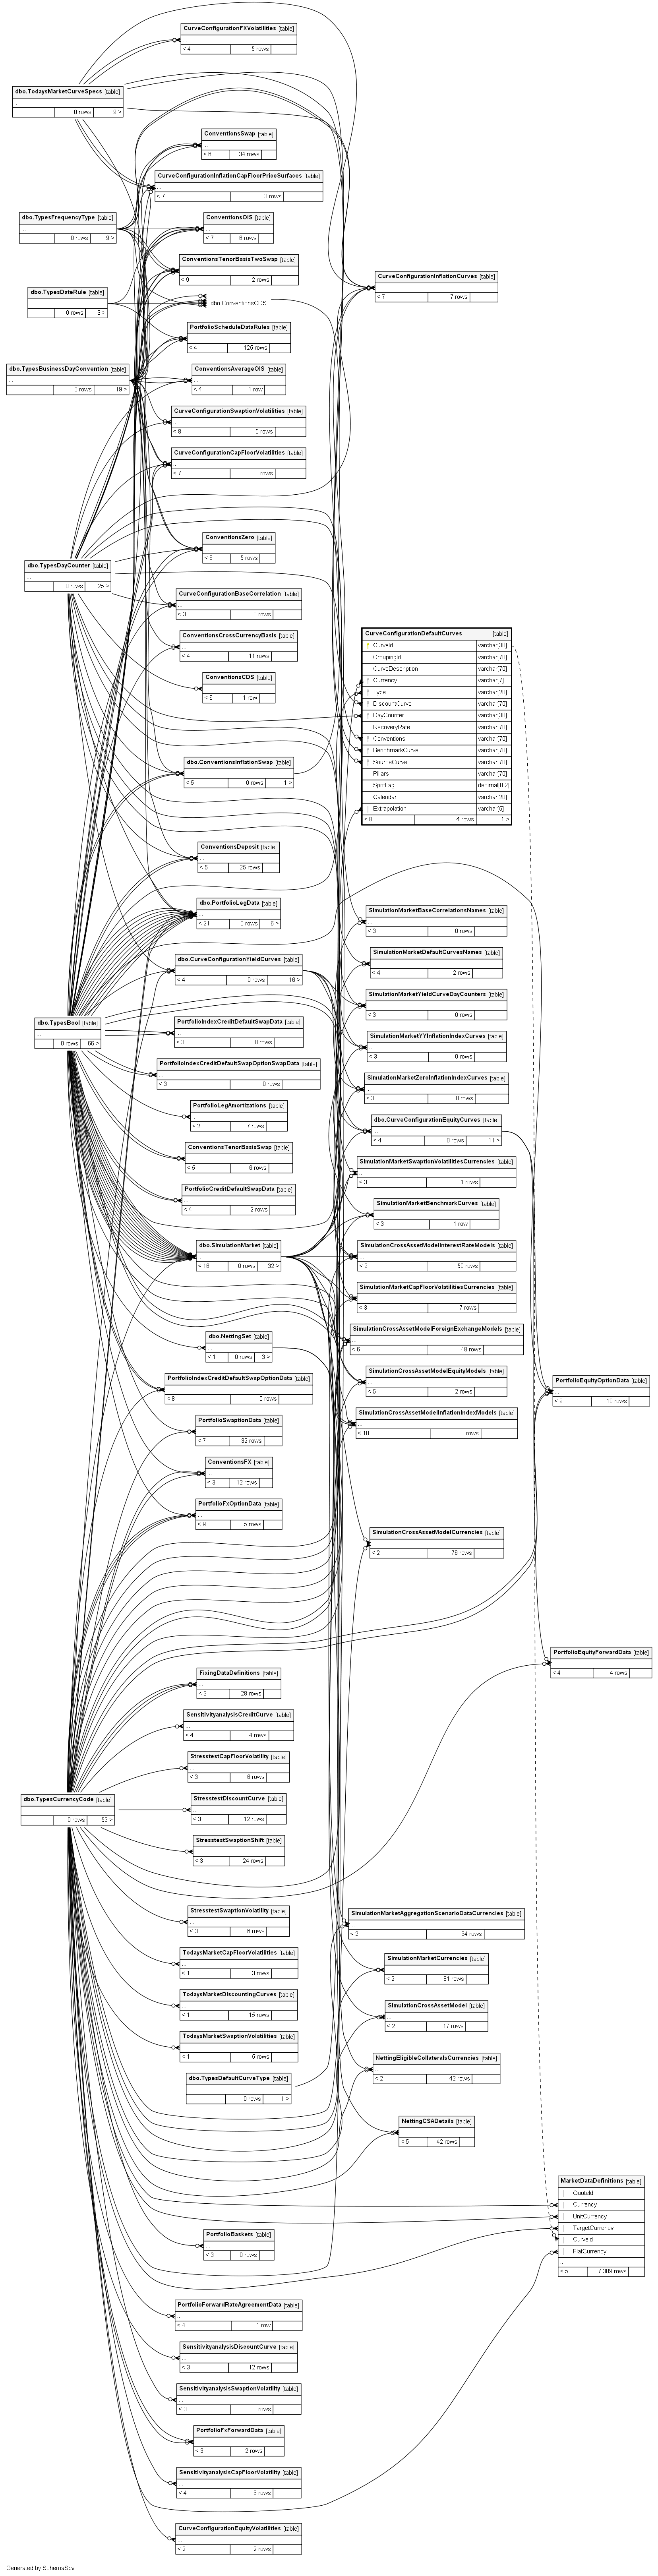 CurveConfigurationFXVolatilities [table]
...
< 4 5 rows
dbo.TodaysMarketCurveSpecs [table]
...
0 rows 9 >
ConventionsSwap [table]
...
< 6 34 rows
CurveConfigurationInflationCapFloorPriceSurfaces [table]
...
< 7 3 rows
dbo.TypesFrequencyType [table]
...
0 rows 9 >
ConventionsOIS [table]
...
< 7 6 rows
ConventionsTenorBasisTwoSwap [table]
...
< 9 2 rows
CurveConfigurationInflationCurves [table]
...
< 7 7 rows
dbo.TypesDateRule [table]
...
0 rows 3 >
dbo.ConventionsCDS
PortfolioScheduleDataRules [table]
...
< 4 125 rows
dbo.TypesBusinessDayConvention [table]
...
0 rows 19 >
ConventionsAverageOIS [table]
...
< 4 1 row
CurveConfigurationSwaptionVolatilities [table]
...
< 8 5 rows
CurveConfigurationCapFloorVolatilities [table]
...
< 7 3 rows
ConventionsZero [table]
...
< 6 5 rows
dbo.TypesDayCounter [table]
...
0 rows 25 >
CurveConfigurationBaseCorrelation [table]
...
< 3 0 rows
ConventionsCrossCurrencyBasis [table]
...
< 4 11 rows
ConventionsCDS [table]
...
< 6 1 row
CurveConfigurationDefaultCurves [table]
CurveId varchar[30]
GroupingId varchar[70]
CurveDescription varchar[70]
Currency varchar[7]
Type varchar[20]
DiscountCurve varchar[70]
DayCounter varchar[30]
RecoveryRate varchar[70]
Conventions varchar[70]
BenchmarkCurve varchar[70]
SourceCurve varchar[70]
Pillars varchar[70]
SpotLag decimal[8,2]
Calendar varchar[20]
Extrapolation varchar[5]
< 8 4 rows 1 >
dbo.ConventionsInflationSwap [table]
...
< 5 0 rows 1 >
ConventionsDeposit [table]
...
< 5 25 rows
dbo.PortfolioLegData [table]
...
< 21 0 rows 6 >
SimulationMarketBaseCorrelationsNames [table]
...
< 3 0 rows
SimulationMarketDefaultCurvesNames [table]
...
< 4 2 rows
dbo.CurveConfigurationYieldCurves [table]
...
< 4 0 rows 16 >
SimulationMarketYieldCurveDayCounters [table]
...
< 3 0 rows
dbo.TypesBool [table]
...
0 rows 66 >
PortfolioIndexCreditDefaultSwapData [table]
...
< 3 0 rows
SimulationMarketYYInflationIndexCurves [table]
...
< 3 0 rows
PortfolioIndexCreditDefaultSwapOptionSwapData [table]
...
< 3 0 rows
SimulationMarketZeroInflationIndexCurves [table]
...
< 3 0 rows
PortfolioLegAmortizations [table]
...
< 2 7 rows
dbo.CurveConfigurationEquityCurves [table]
...
< 4 0 rows 11 >
ConventionsTenorBasisSwap [table]
...
< 5 6 rows
SimulationMarketSwaptionVolatilitiesCurrencies [table]
...
< 3 81 rows
PortfolioCreditDefaultSwapData [table]
...
< 4 2 rows
SimulationMarketBenchmarkCurves [table]
...
< 3 1 row
dbo.SimulationMarket [table]
...
< 16 0 rows 32 >
SimulationCrossAssetModelInterestRateModels [table]
...
< 9 50 rows
SimulationMarketCapFloorVolatilitiesCurrencies [table]
...
< 3 7 rows
dbo.NettingSet [table]
...
< 1 0 rows 3 >
SimulationCrossAssetModelForeignExchangeModels [table]
...
< 6 46 rows
PortfolioIndexCreditDefaultSwapOptionData [table]
...
< 8 0 rows
SimulationCrossAssetModelEquityModels [table]
...
< 5 2 rows
PortfolioEquityOptionData [table]
...
< 9 10 rows
PortfolioSwaptionData [table]
...
< 7 32 rows
SimulationCrossAssetModelInflationIndexModels [table]
...
< 10 0 rows
ConventionsFX [table]
...
< 3 12 rows
PortfolioFxOptionData [table]
...
< 9 5 rows
SimulationCrossAssetModelCurrencies [table]
...
< 2 76 rows
PortfolioEquityForwardData [table]
...
< 4 4 rows
FixingDataDefinitions [table]
...
< 3 28 rows
SensitivityanalysisCreditCurve [table]
...
< 4 4 rows
StresstestCapFloorVolatility [table]
...
< 3 6 rows
dbo.TypesCurrencyCode [table]
...
0 rows 53 >
StresstestDiscountCurve [table]
...
< 3 12 rows
StresstestSwaptionShift [table]
...
< 3 24 rows
StresstestSwaptionVolatility [table]
...
< 3 6 rows
SimulationMarketAggregationScenarioDataCurrencies [table]
...
< 2 34 rows
TodaysMarketCapFloorVolatilities [table]
...
< 1 3 rows
SimulationMarketCurrencies [table]
...
< 2 81 rows
TodaysMarketDiscountingCurves [table]
...
< 1 15 rows
SimulationCrossAssetModel [table]
...
< 2 17 rows
TodaysMarketSwaptionVolatilities [table]
...
< 1 5 rows
NettingEligibleCollateralsCurrencies [table]
...
< 2 42 rows
dbo.TypesDefaultCurveType [table]
...
0 rows 1 >
NettingCSADetails [table]
...
< 5 42 rows
MarketDataDefinitions [table]
QuoteId
Currency
UnitCurrency
TargetCurrency
CurveId
FlatCurrency
...
< 5 7.309 rows
PortfolioBaskets [table]
...
< 3 0 rows
PortfolioForwardRateAgreementData [table]
...
< 4 1 row
SensitivityanalysisDiscountCurve [table]
...
< 3 12 rows
SensitivityanalysisSwaptionVolatility [table]
...
< 3 3 rows
PortfolioFxForwardData [table]
...
< 3 2 rows
SensitivityanalysisCapFloorVolatility [table]
...
< 4 6 rows
CurveConfigurationEquityVolatilities [table]
...
< 2 2 rows
Generated by SchemaSpy